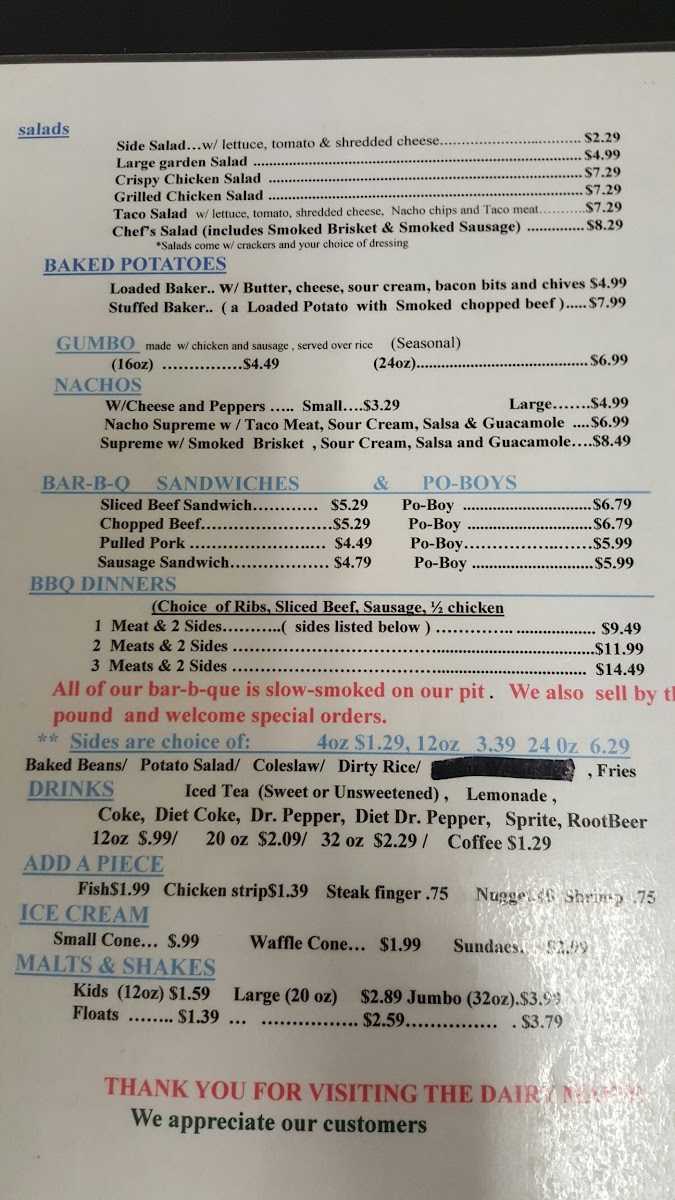 salads
Side Salad...w/ lettuce, tomato & shredded cheese................................. $2.29
Large garden Salad .................................................................................. $4.99
Crispy Chicken Salad ............................................................................... $7.29
Grilled Chicken Salad ............................................................................... $7.29
Taco Salad w/ lettuce, tomato, shredded cheese, Nacho chips and Taco meat...........$7.29
Chef's Salad (includes Smoked Brisket & Smoked Sausage) .............. $8.29
*Salads come w/ crackers and your choice of dressing
BAKED POTATOES
Loaded Baker.. w/ Butter, cheese, sour cream, bacon bits and chives $4.99
Stuffed Baker.. ( a Loaded Potato with Smoked chopped beef )..... $7.99
GUMBO made w/ chicken and sausage , served over rice (Seasonal)
(16oz) ...............$4.49 (24oz)........................................... $6.99
NACHOS
W/Cheese and Peppers ..... Small....$3.29 Large.......$4.99
Nacho Supreme w / Taco Meat, Sour Cream, Salsa & Guacamole ....$6.99
Supreme w/ Smoked Brisket , Sour Cream, Salsa and Guacamole....$8.49
BAR-B-Q SANDWICHES & PO-BOYS
Sliced Beef Sandwich............ $5.29 Po-Boy ................................$6.79
Chopped Beef.........................$5.29 Po-Boy ...............................$6.79
Pulled Pork .......................... $4.49 Po-Boy..............................$5.99
Sausage Sandwich................... $4.79 Po-Boy ..............................$5.99
BBQ DINNERS
(Choice of Ribs, Sliced Beef, Sausage, ½ chicken
1 Meat & 2 Sides..........( sides listed below ) .................................. $9.49
2 Meats & 2 Sides .....................................................................................$11.99
3 Meats & 2 Sides ..................................................................................... $14.49
All of our bar-b-que is slow-smoked on our pit . We also sell by
pound and welcome special orders.
** Sides are choice of: 4oz $1.29, 12oz 3.39 24 0z 6.29
Baked Beans/ Potato Salad/ Coleslaw/ Dirty Rice/ , Fries
DRINKS Iced Tea (Sweet or Unsweetened) , Lemonade ,
Coke, Diet Coke, Dr. Pepper, Diet Dr. Pepper, Sprite, RootBeer
12oz $.99/ 20 oz $2.09/ 32 oz $2.29 / Coffee $1.29
ADD A PIECE
Fish$1.99 Chicken strip$1.39 Steak finger .75 Shrimp .75
ICE CREAM
Small Cone... $.99 Waffle Cone... $1.99 Sundaes... $2.99
MALTS & SHAKES
Kids (12oz) $1.59 Large (20 oz) $2.89 Jumbo (32oz).$3.99
Floats ........ $1.39 ... ................. $2.59................ . $3.79
THANK YOU FOR VISITING THE DAIRY
We appreciate our customers